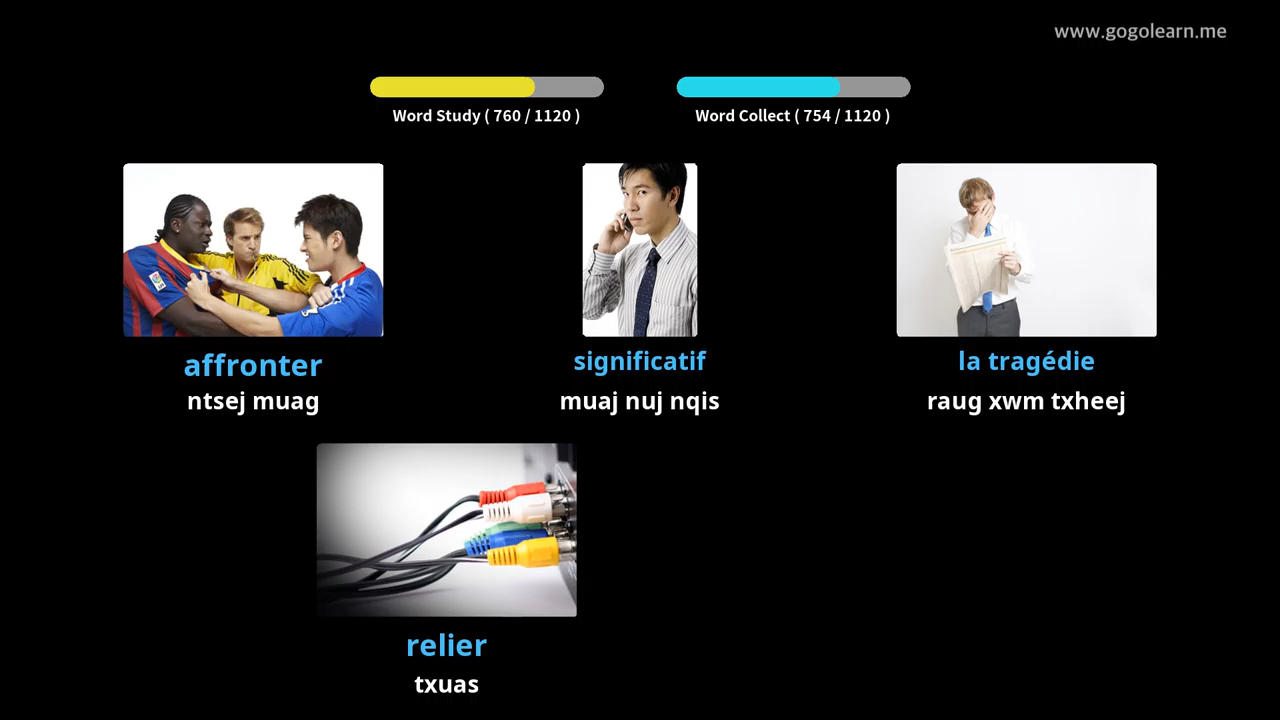 www.gogolearn.me
Word Study ( 760 / 1120 )
Word Collect ( 754 / 1120 )
affronter
ntsej muag
significatif
muaj nuj nqis
la tragédie
raug xwm txheej
relier
txuas